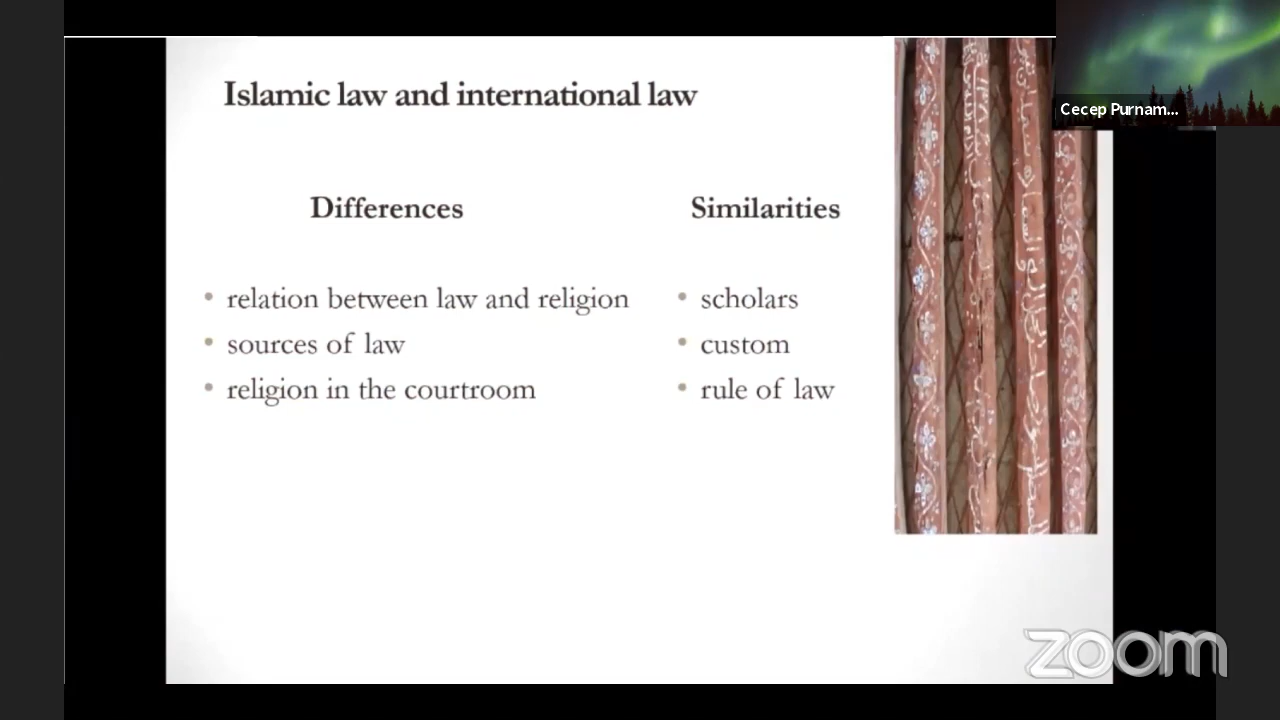 Islamic law and international law
Cecep Purnam...
Differences
• relation between law and religion
• sources of law
• religion in the courtroom
Similarities
• scholars
• custom
• rule of law
zoom